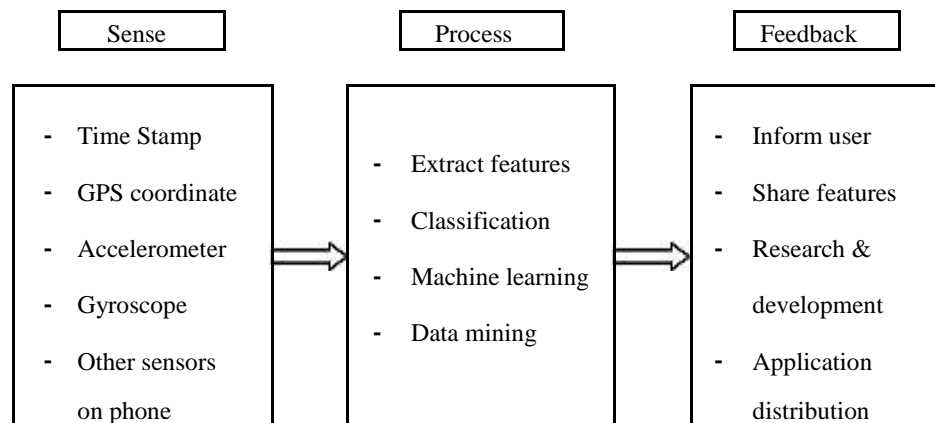 Sense
Process
Feedback
- Time Stamp
- GPS coordinate
- Accelerometer
- Gyroscope
- Other sensors
on phone
- Extract features
- Classification
- Machine learning
- Data mining
- Inform user
- Share features
- Research &
development
- Application
distribution